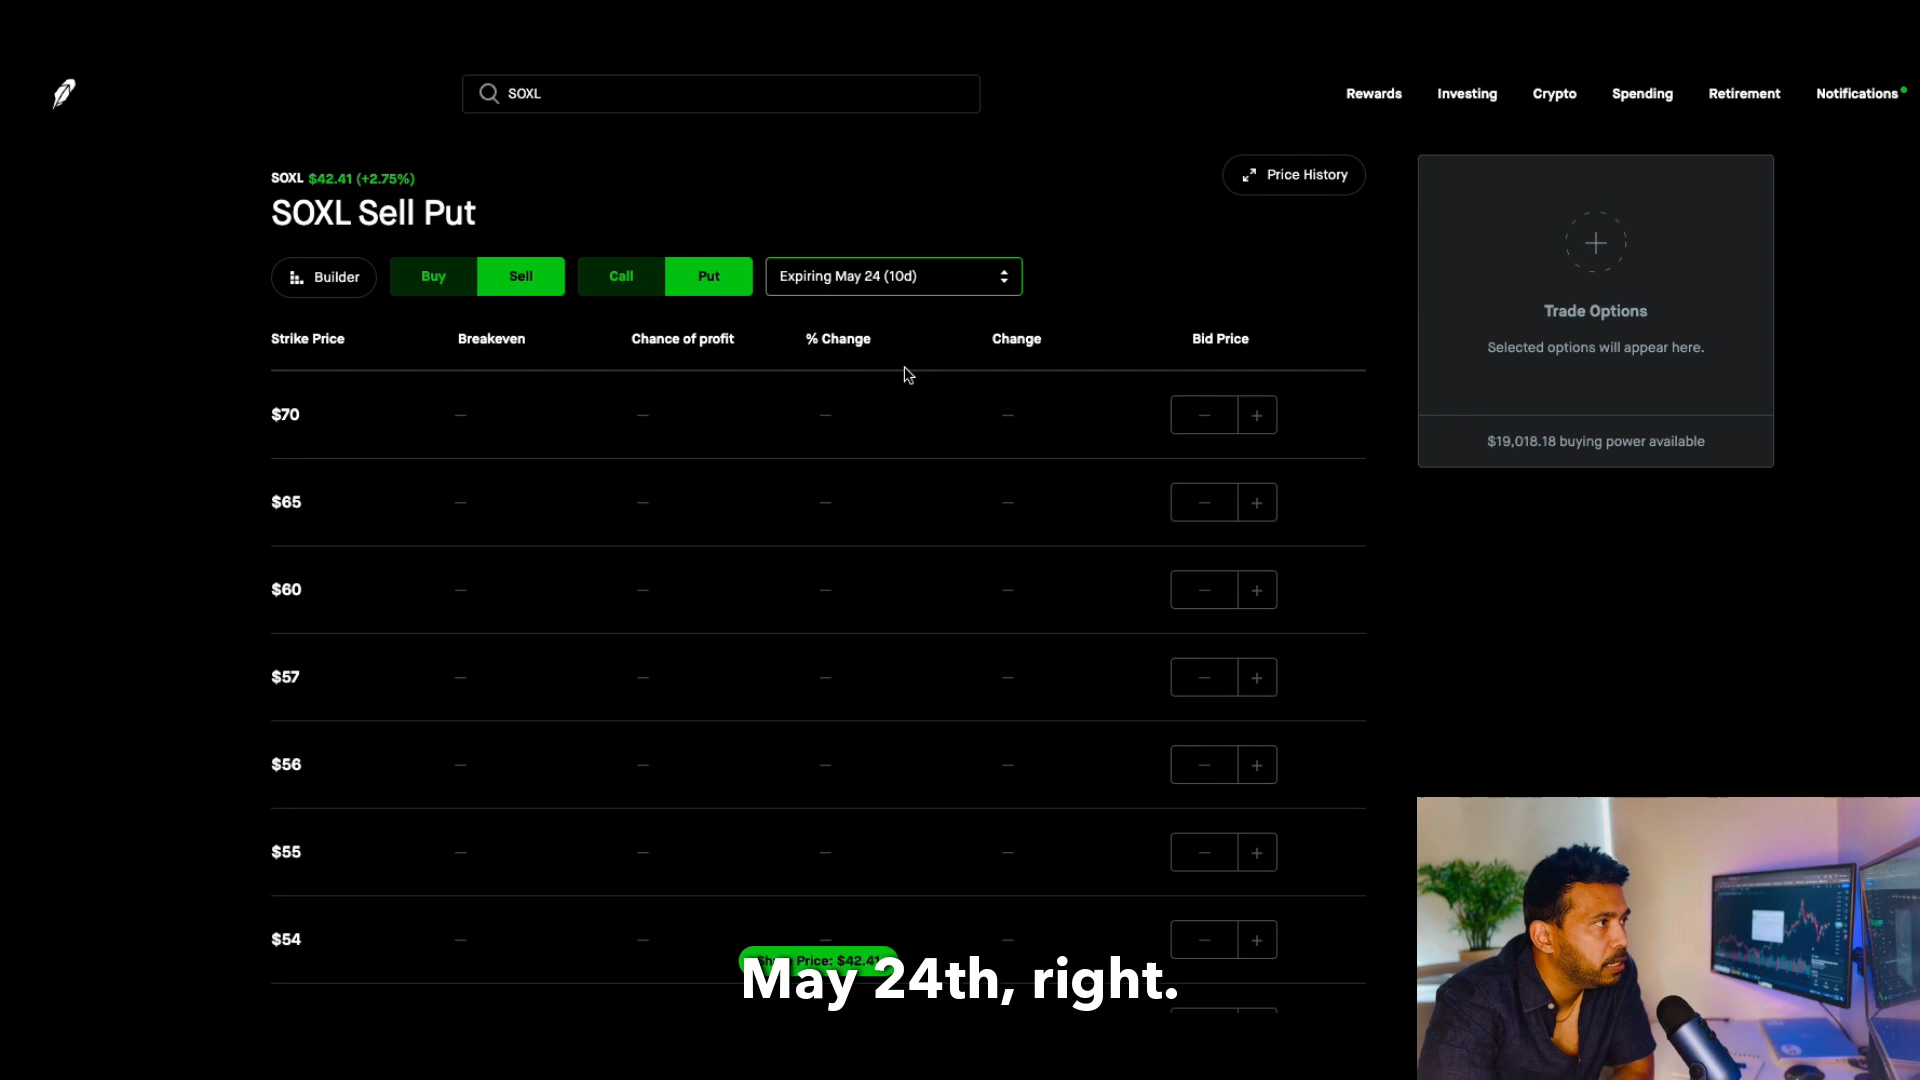 SOXL
Rewards
Investing
Crypto
Spending
Retirement
Notifications
SOXL $42.41 (+2.75%)
SOXL Sell Put
Price History
Builder
Buy
Sell
Call
Put
Expiring May 24 (10d)
Strike Price
Breakeven
Chance of profit
% Change
Change
Bid Price
$70
— — — — — +
$65
— — — — — +
$60
— — — — — +
$57
— — — — — +
$56
— — — — — +
$55
— — — — — +
$54
— — — — — +
Price: $42.41
May 24th, right.
Trade Options
Selected options will appear here.
$19,018.18 buying power available